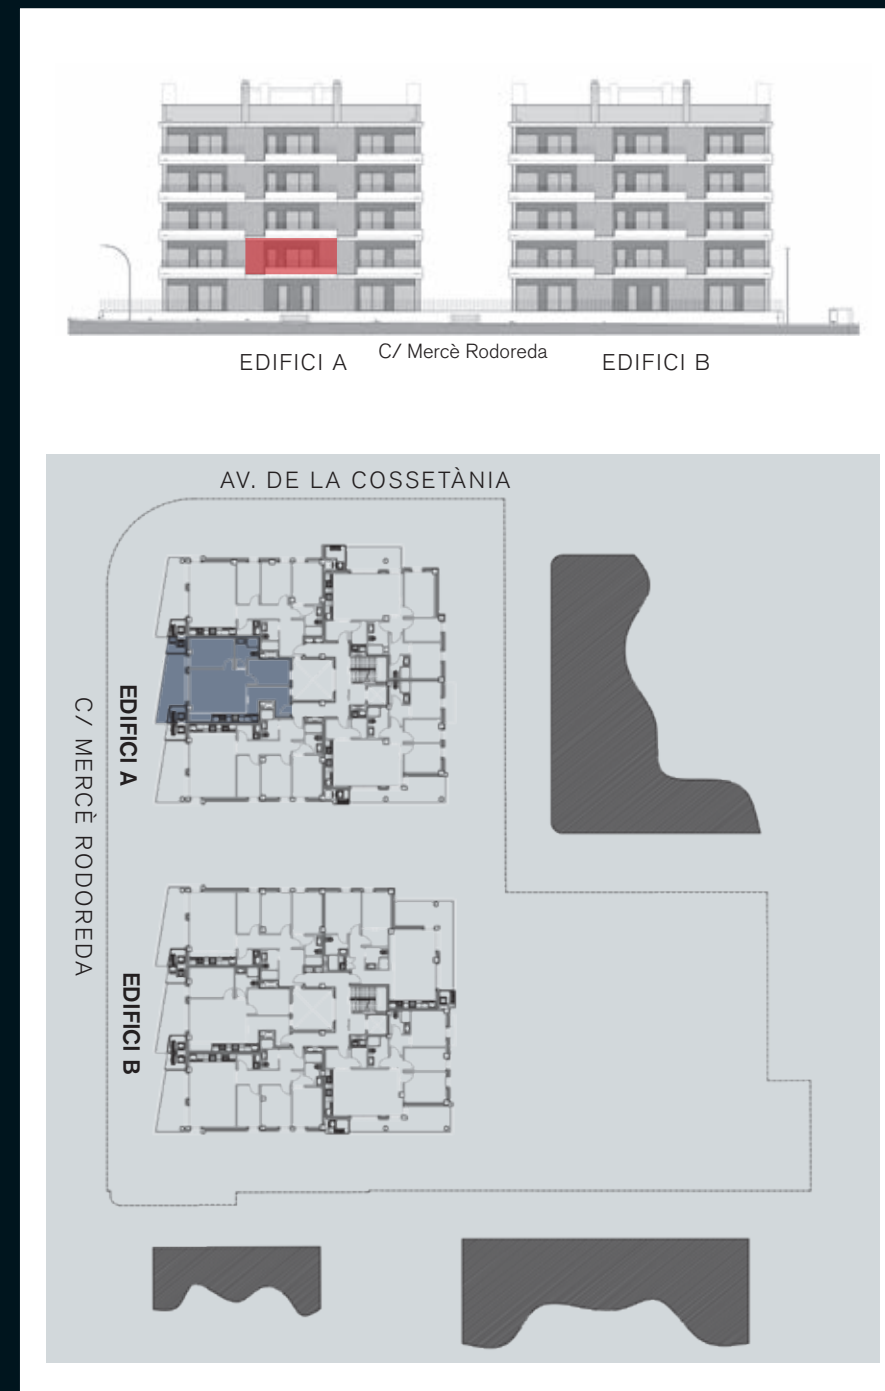 EDIFICI A
C/ Mercè Rodoreda
EDIFICI B
AV. DE LA COSSETÀNIA
EDIFICI A
C/ MERCÈ RODOREDA
EDIFICI B